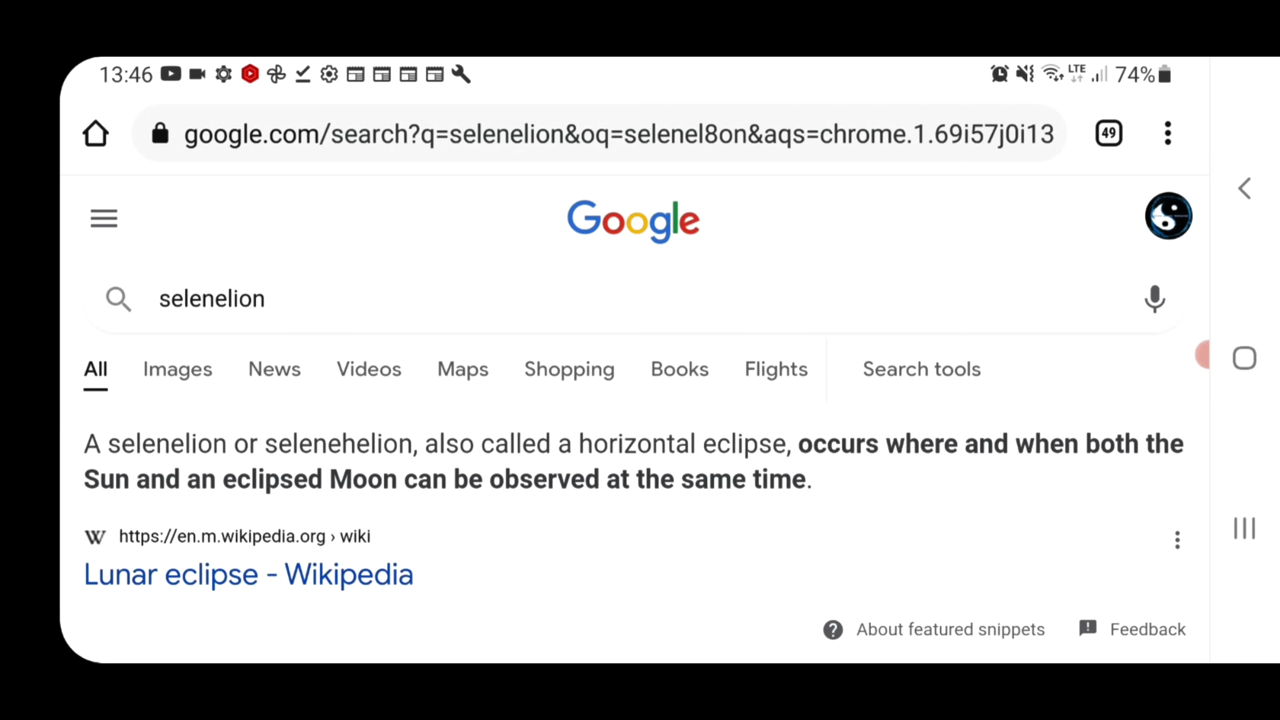 13:46 LTE 74%
google.com/search?q=selenelion&oq=selenel8on&aqs=chrome.1.69i57j0i13 49
Google
selenelion
All Images News Videos Maps Shopping Books Flights Search tools
A selenelion or selenehelion, also called a horizontal eclipse, occurs where and when both the
Sun and an eclipsed Moon can be observed at the same time.
W https://en.m.wikipedia.org › wiki
Lunar eclipse - Wikipedia
About featured snippets Feedback